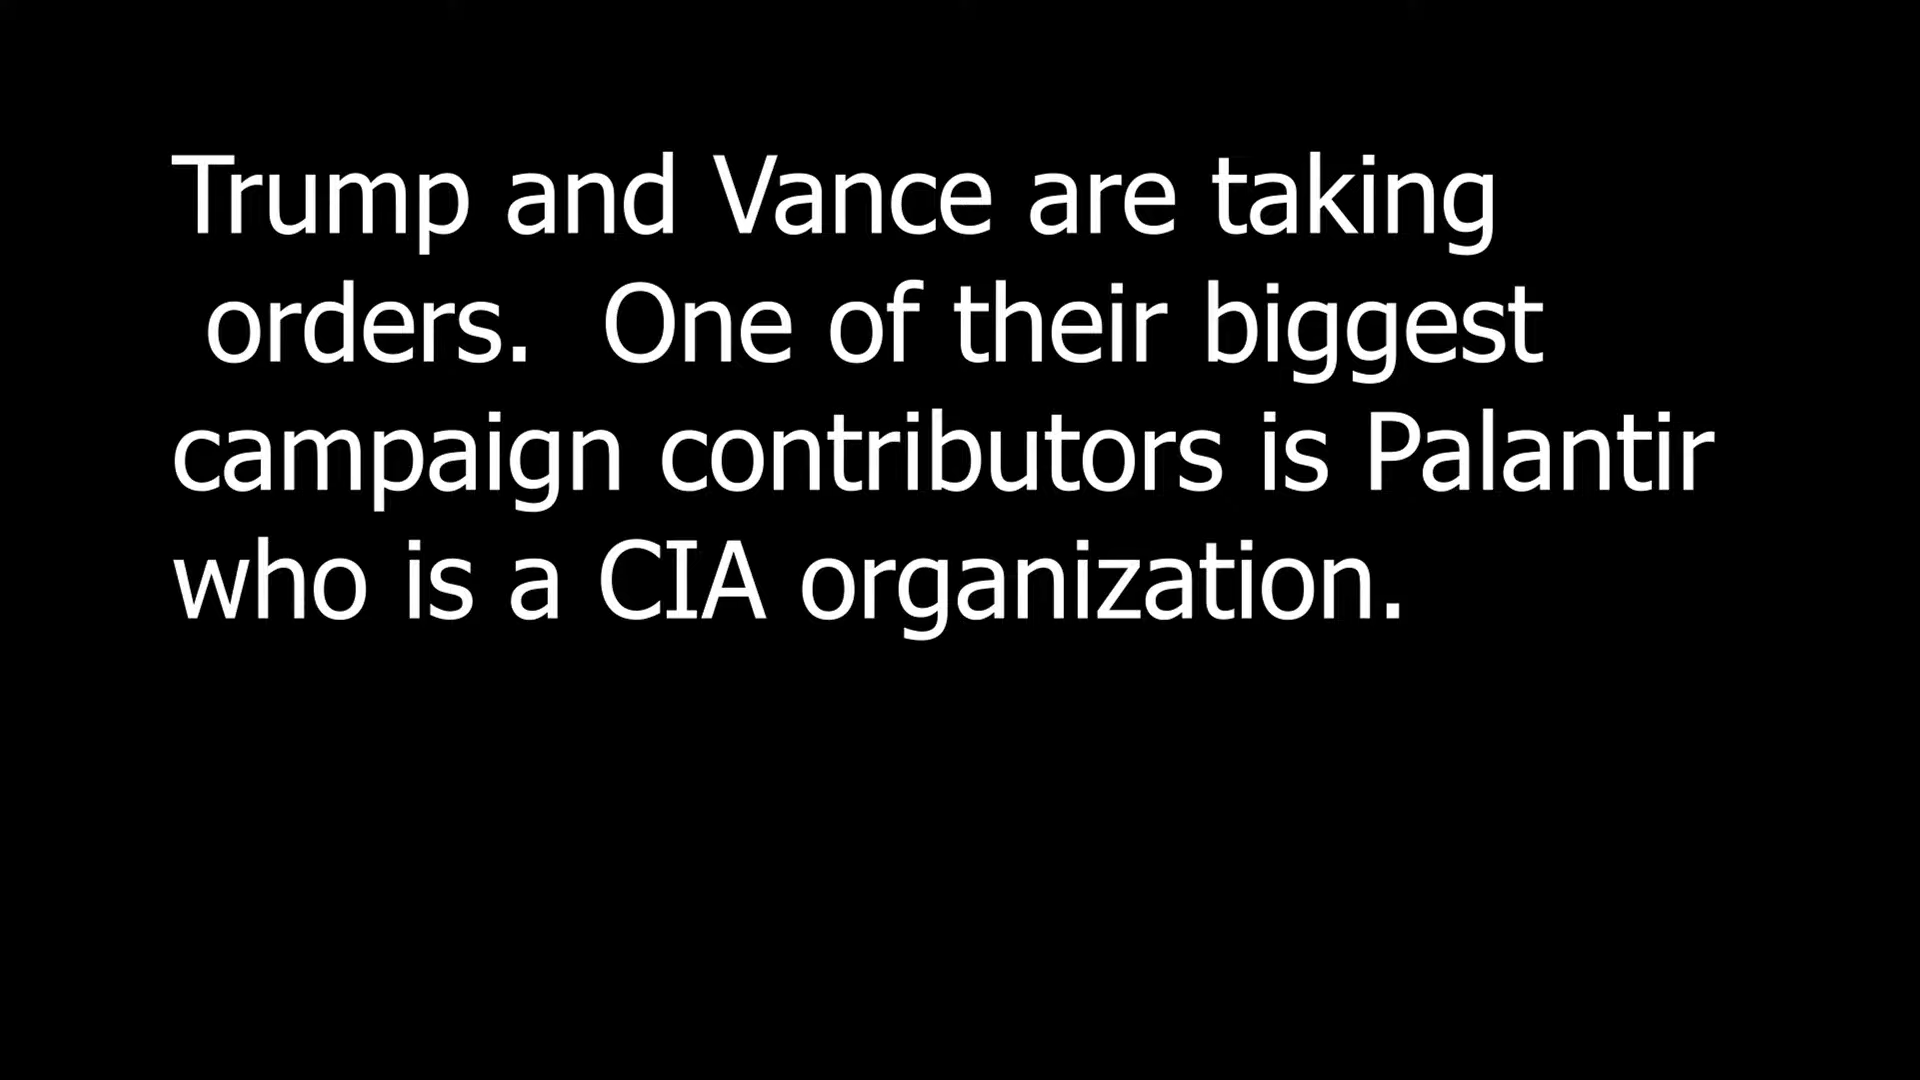 Trump and Vance are taking
orders.  One of their biggest
campaign contributors is Palantir
who is a CIA organization.